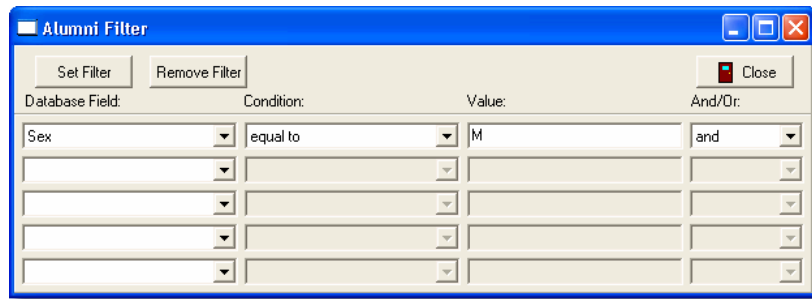 Alumni Filter
Set Filter Remove Filter Close
Database Field: Condition: Value: And/Or:
Sex equal to M and